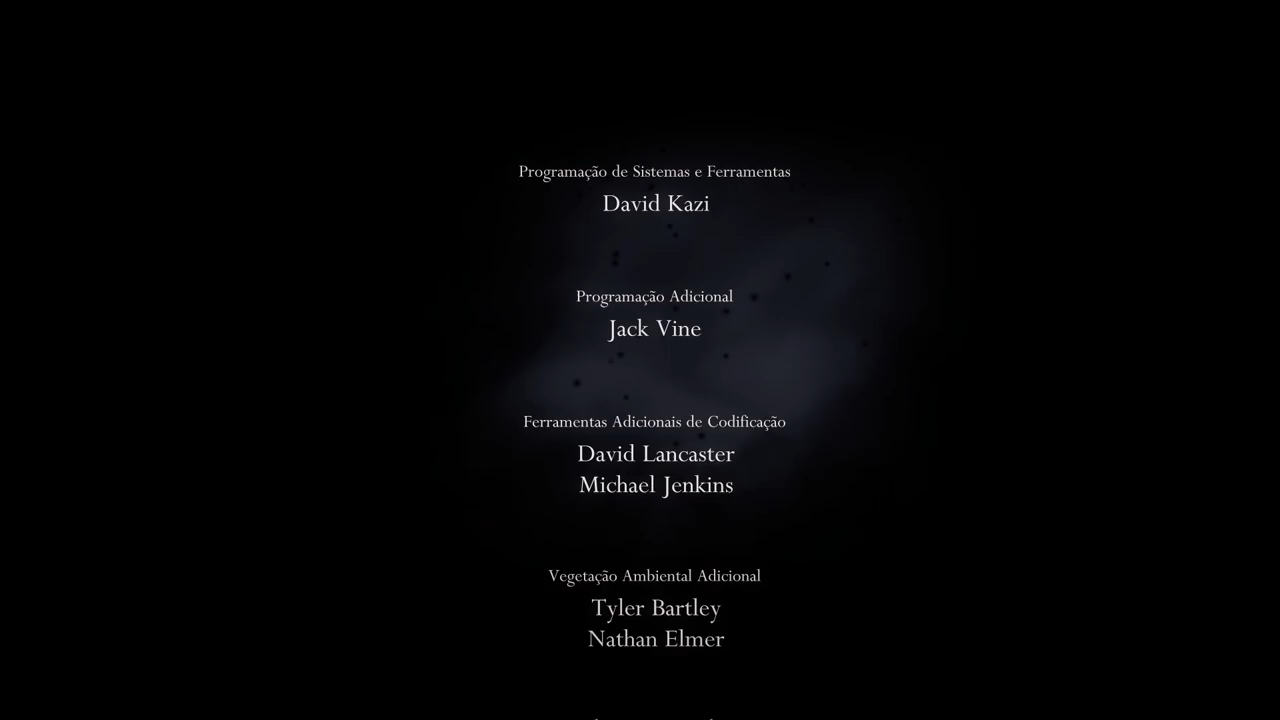 Programação de Sistemas e Ferramentas
David Kazi
Programação Adicional
Jack Vine
Ferramentas Adicionais de Codificação
David Lancaster
Michael Jenkins
Vegetação Ambiental Adicional
Tyler Bartley
Nathan Elmer